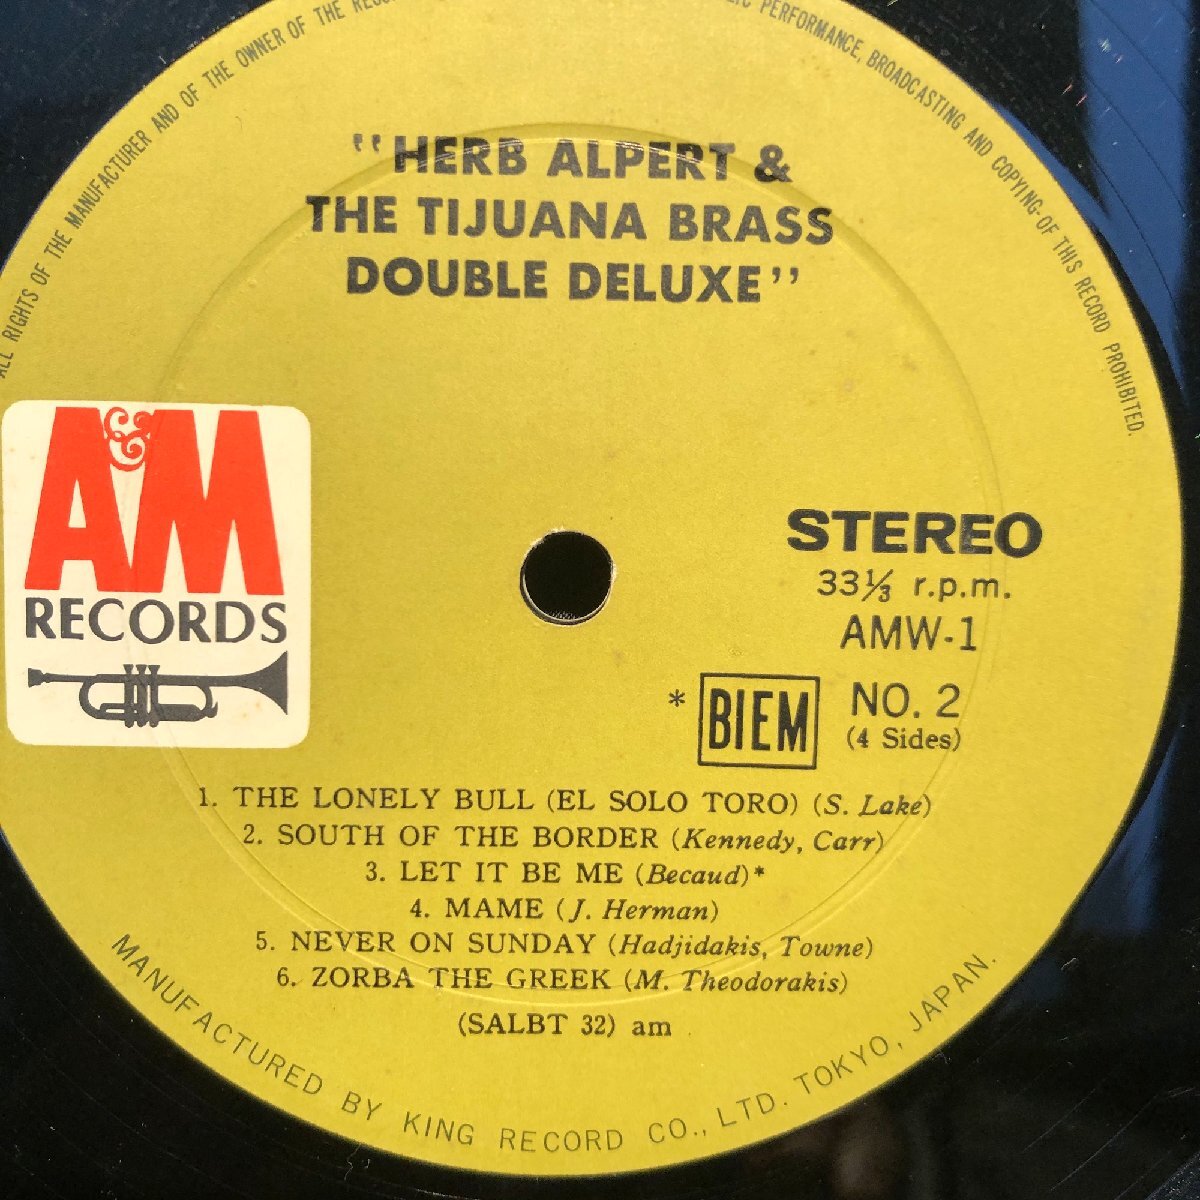 ALL RIGHTS OF THE MANUFACTURER AND OF THE OWNER OF THE
PERFORMANCE, BROADCASTING AND COPYING-OF THIS RECORD PROHIBITED.
"HERB ALPERT &
THE TIJUANA BRASS
DOUBLE DELUXE"
A&M
RECORDS
STEREO
33⅓ r.p.m.
AMW-1
* BIEM NO. 2
(4 Sides)
1. THE LONELY BULL (EL SOLO TORO) (S. Lake)
2. SOUTH OF THE BORDER (Kennedy, Carr)
3. LET IT BE ME (Becaud)*
4. MAME (J. Herman)
5. NEVER ON SUNDAY (Hadjidakis, Towne)
6. ZORBA THE GREEK (M. Theodorakis)
(SALBT 32) am
MANUFACTURED BY KING RECORD CO., LTD. TOKYO, JAPAN.